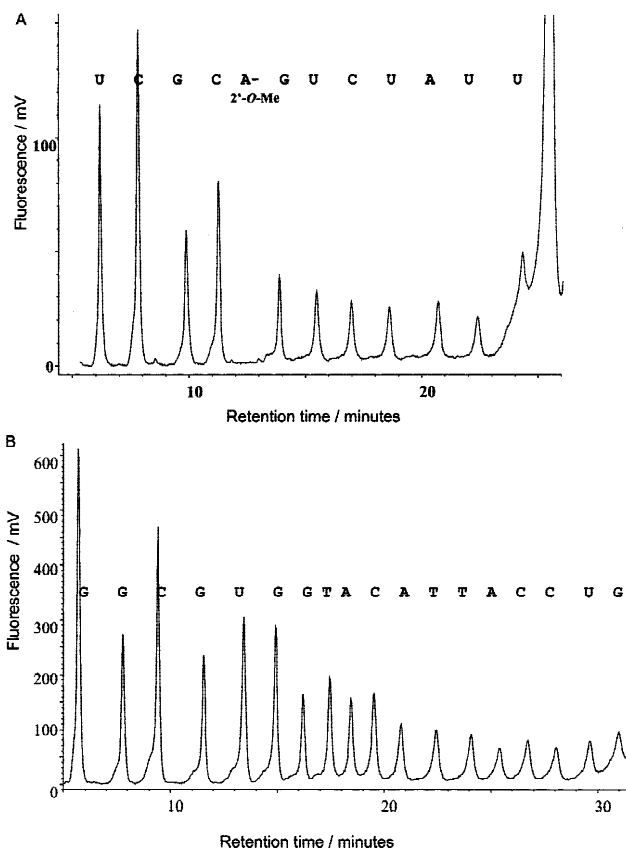 A
U C G C A- G U C U A U U
2'-O-Me
Fluorescence / mV
100
0
10 20
Retention time / minutes
B
Fluorescence / mV
600
500
400
300
200
100
0
G G C G U G G T A C A T T A C C U G
10 20 30
Retention time / minutes